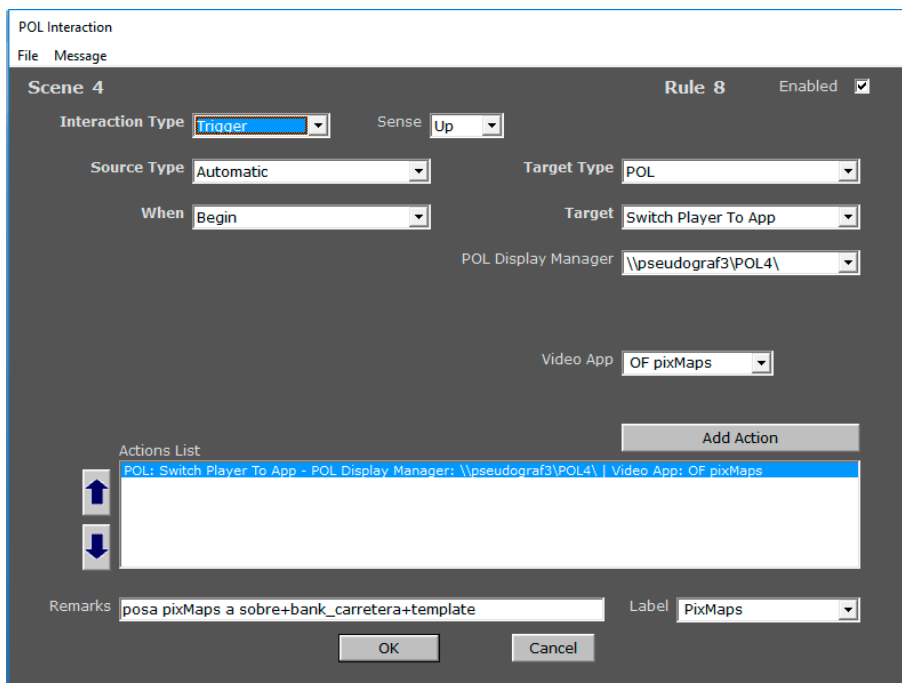 POL Interaction
File Message
Scene 4 Rule 8 Enabled
Interaction Type Trigger Sense Up
Source Type Automatic Target Type POL
When Begin Target Switch Player To App
POL Display Manager \\pseudograf3\POL4\
Video App OF pixMaps
Add Action
Actions List
POL: Switch Player To App - POL Display Manager: \\pseudograf3\POL4\ | Video App: OF pixMaps
Remarks posa pixMaps a sobre+bank_carretera+template Label PixMaps
OK Cancel